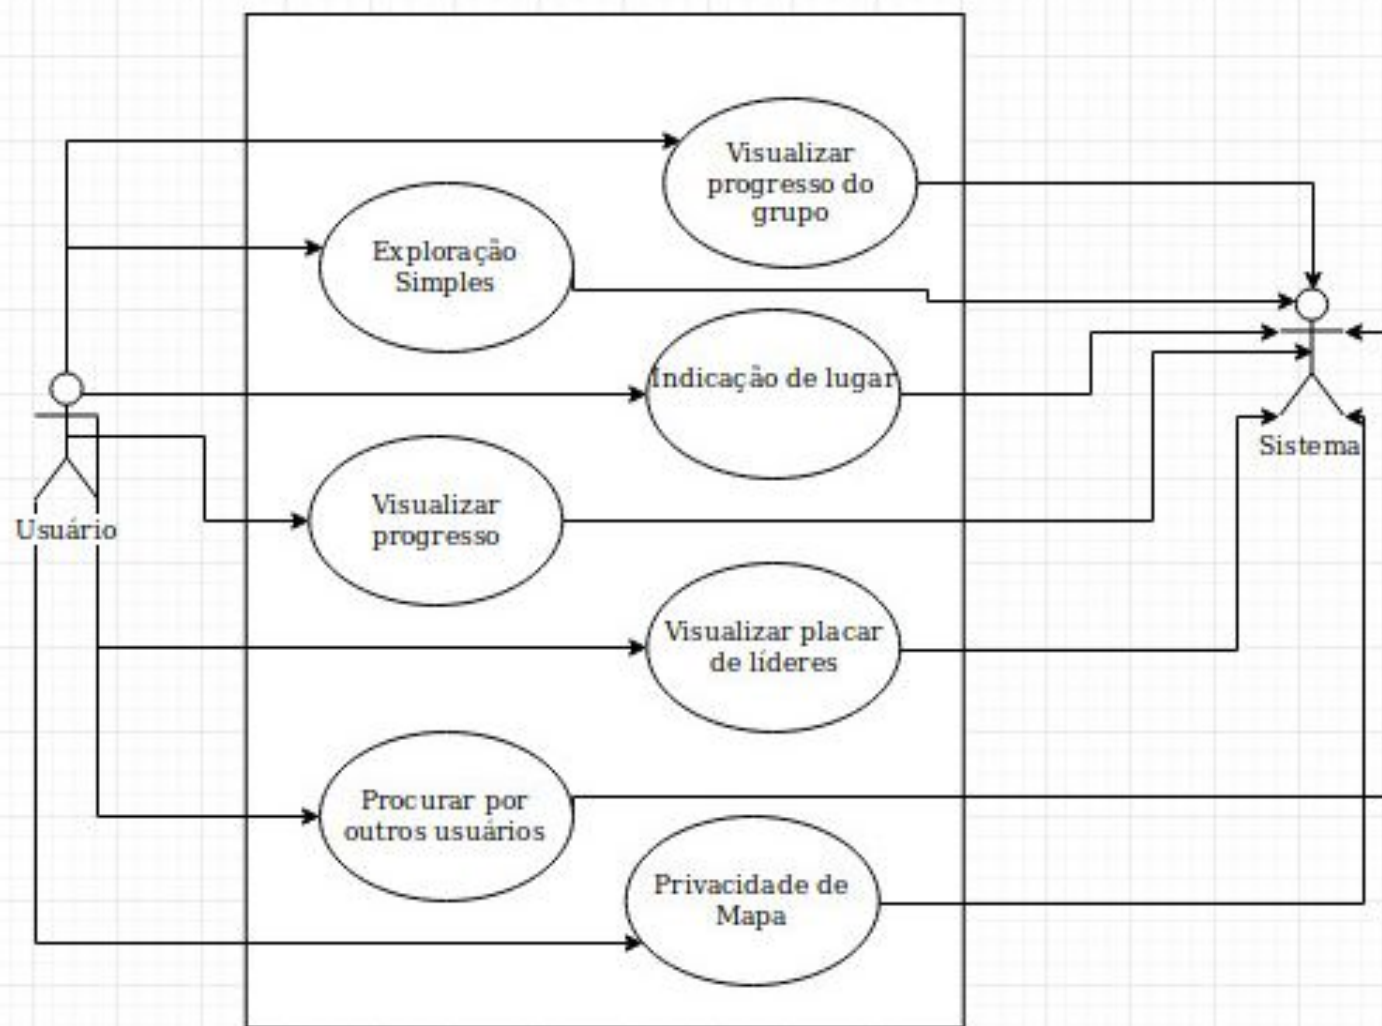 Visualizar
progresso do
grupo
Exploração
Simples
Indicação de lugar
Sistema
Visualizar
progresso
Usuário
Visualizar placar
de líderes
Procurar por
outros usuários
Privacidade de
Mapa